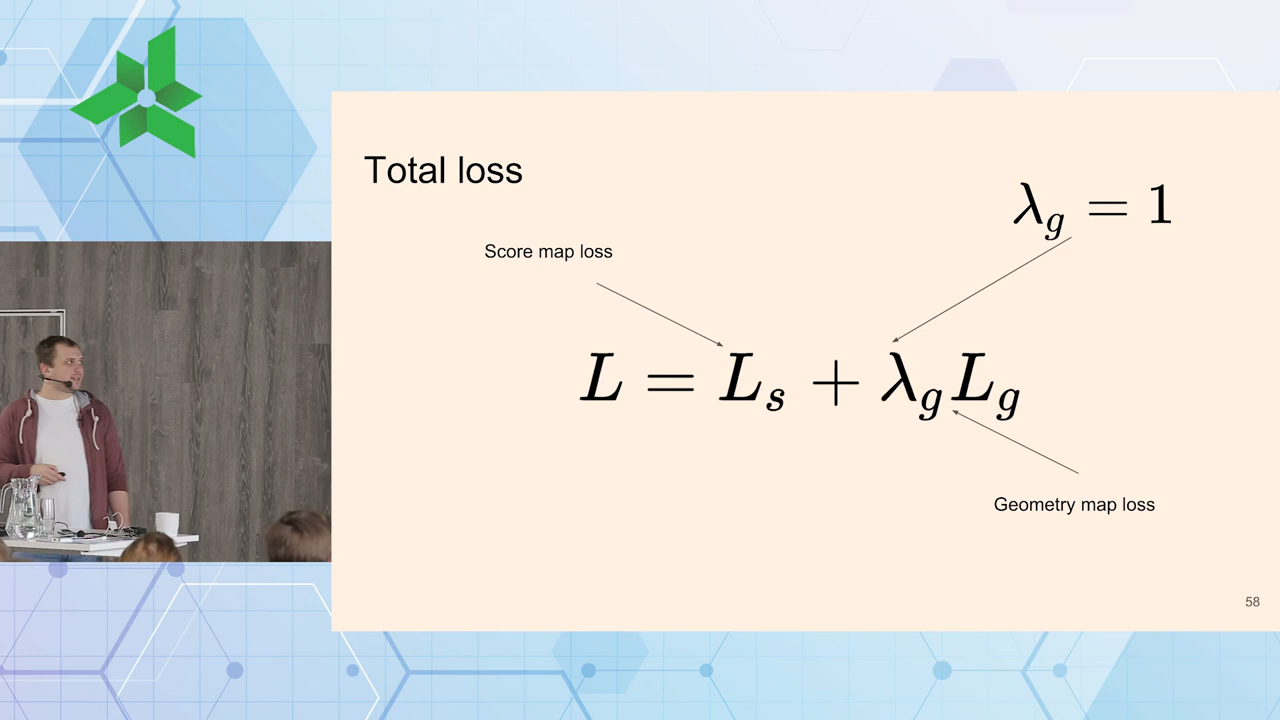 Total loss
λg = 1
Score map loss
L = Ls + λgLg
Geometry map loss
58